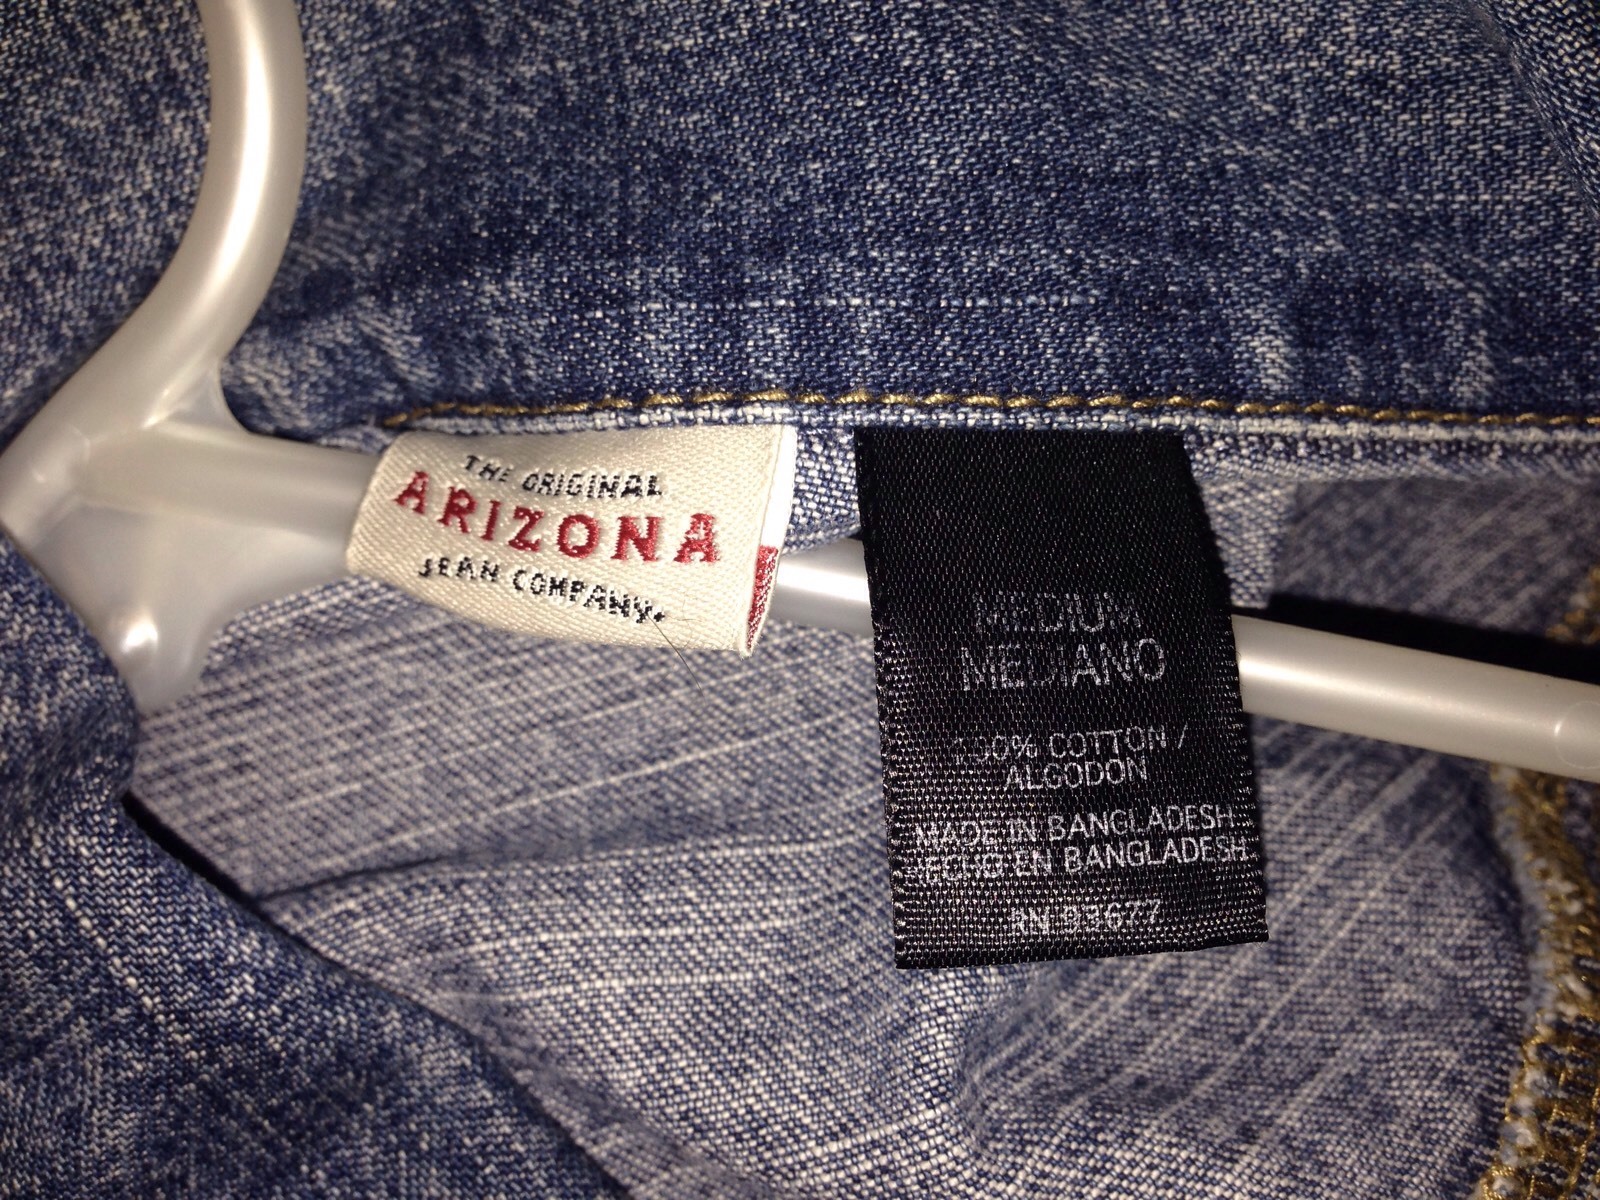 THE ORIGINAL
ARIZONA
JEAN COMPANY.
MEDIUM
MEDIANO
100% COTTON /
ALGODON
MADE IN BANGLADESH
HECHO EN BANGLADESH
RN 93677